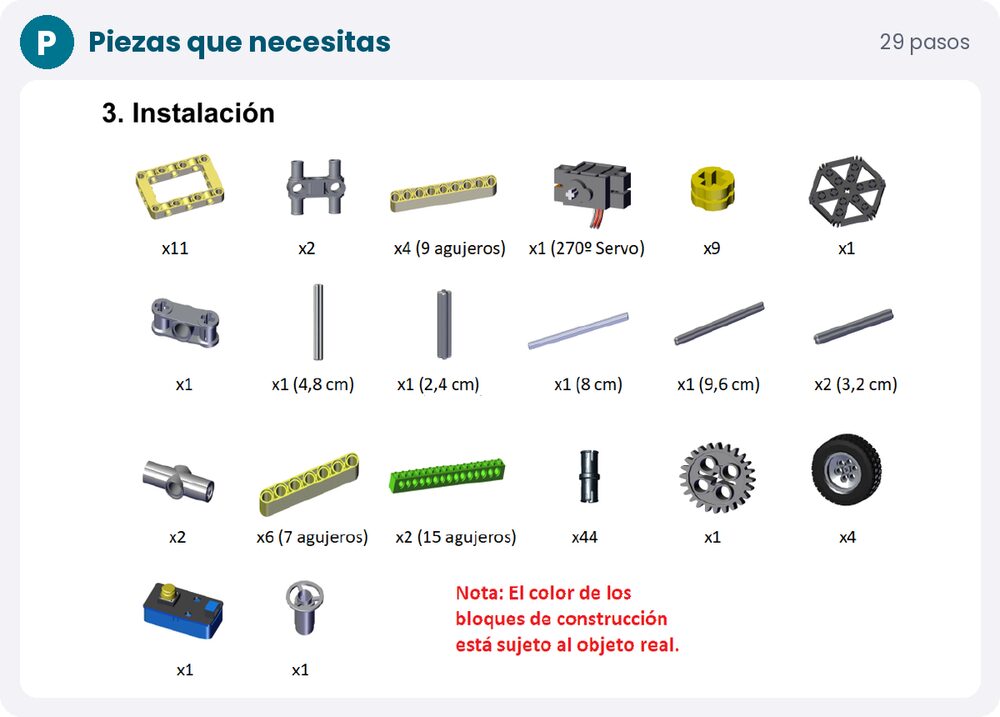 P Piezas que necesitas 29 pasos
3. Instalación
x11 x2 x4 (9 agujeros) x1 (270º Servo) x9 x1
x1 x1 (4,8 cm) x1 (2,4 cm) x1 (8 cm) x1 (9,6 cm) x2 (3,2 cm)
x2 x6 (7 agujeros) x2 (15 agujeros) x44 x1 x4
Nota: El color de los
bloques de construcción
está sujeto al objeto real.
x1 x1